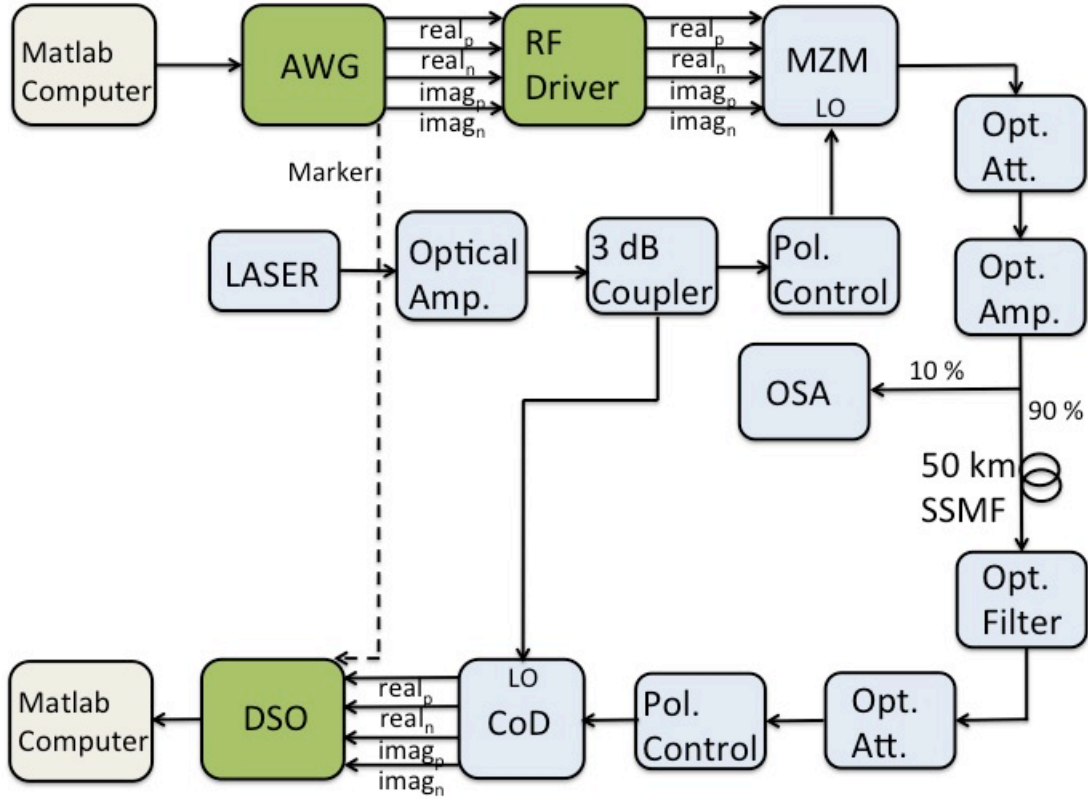 Matlab
Computer
AWG
real_p
real_n
imag_p
imag_n
RF
Driver
real_p
real_n
imag_p
imag_n
MZM
LO
Opt.
Att.
Marker
LASER
Optical
Amp.
3 dB
Coupler
Pol.
Control
Opt.
Amp.
OSA
10 %
90 %
50 km
SSMF
Opt.
Filter
Matlab
Computer
DSO
real_p
real_n
imag_p
imag_n
LO
CoD
Pol.
Control
Opt.
Att.